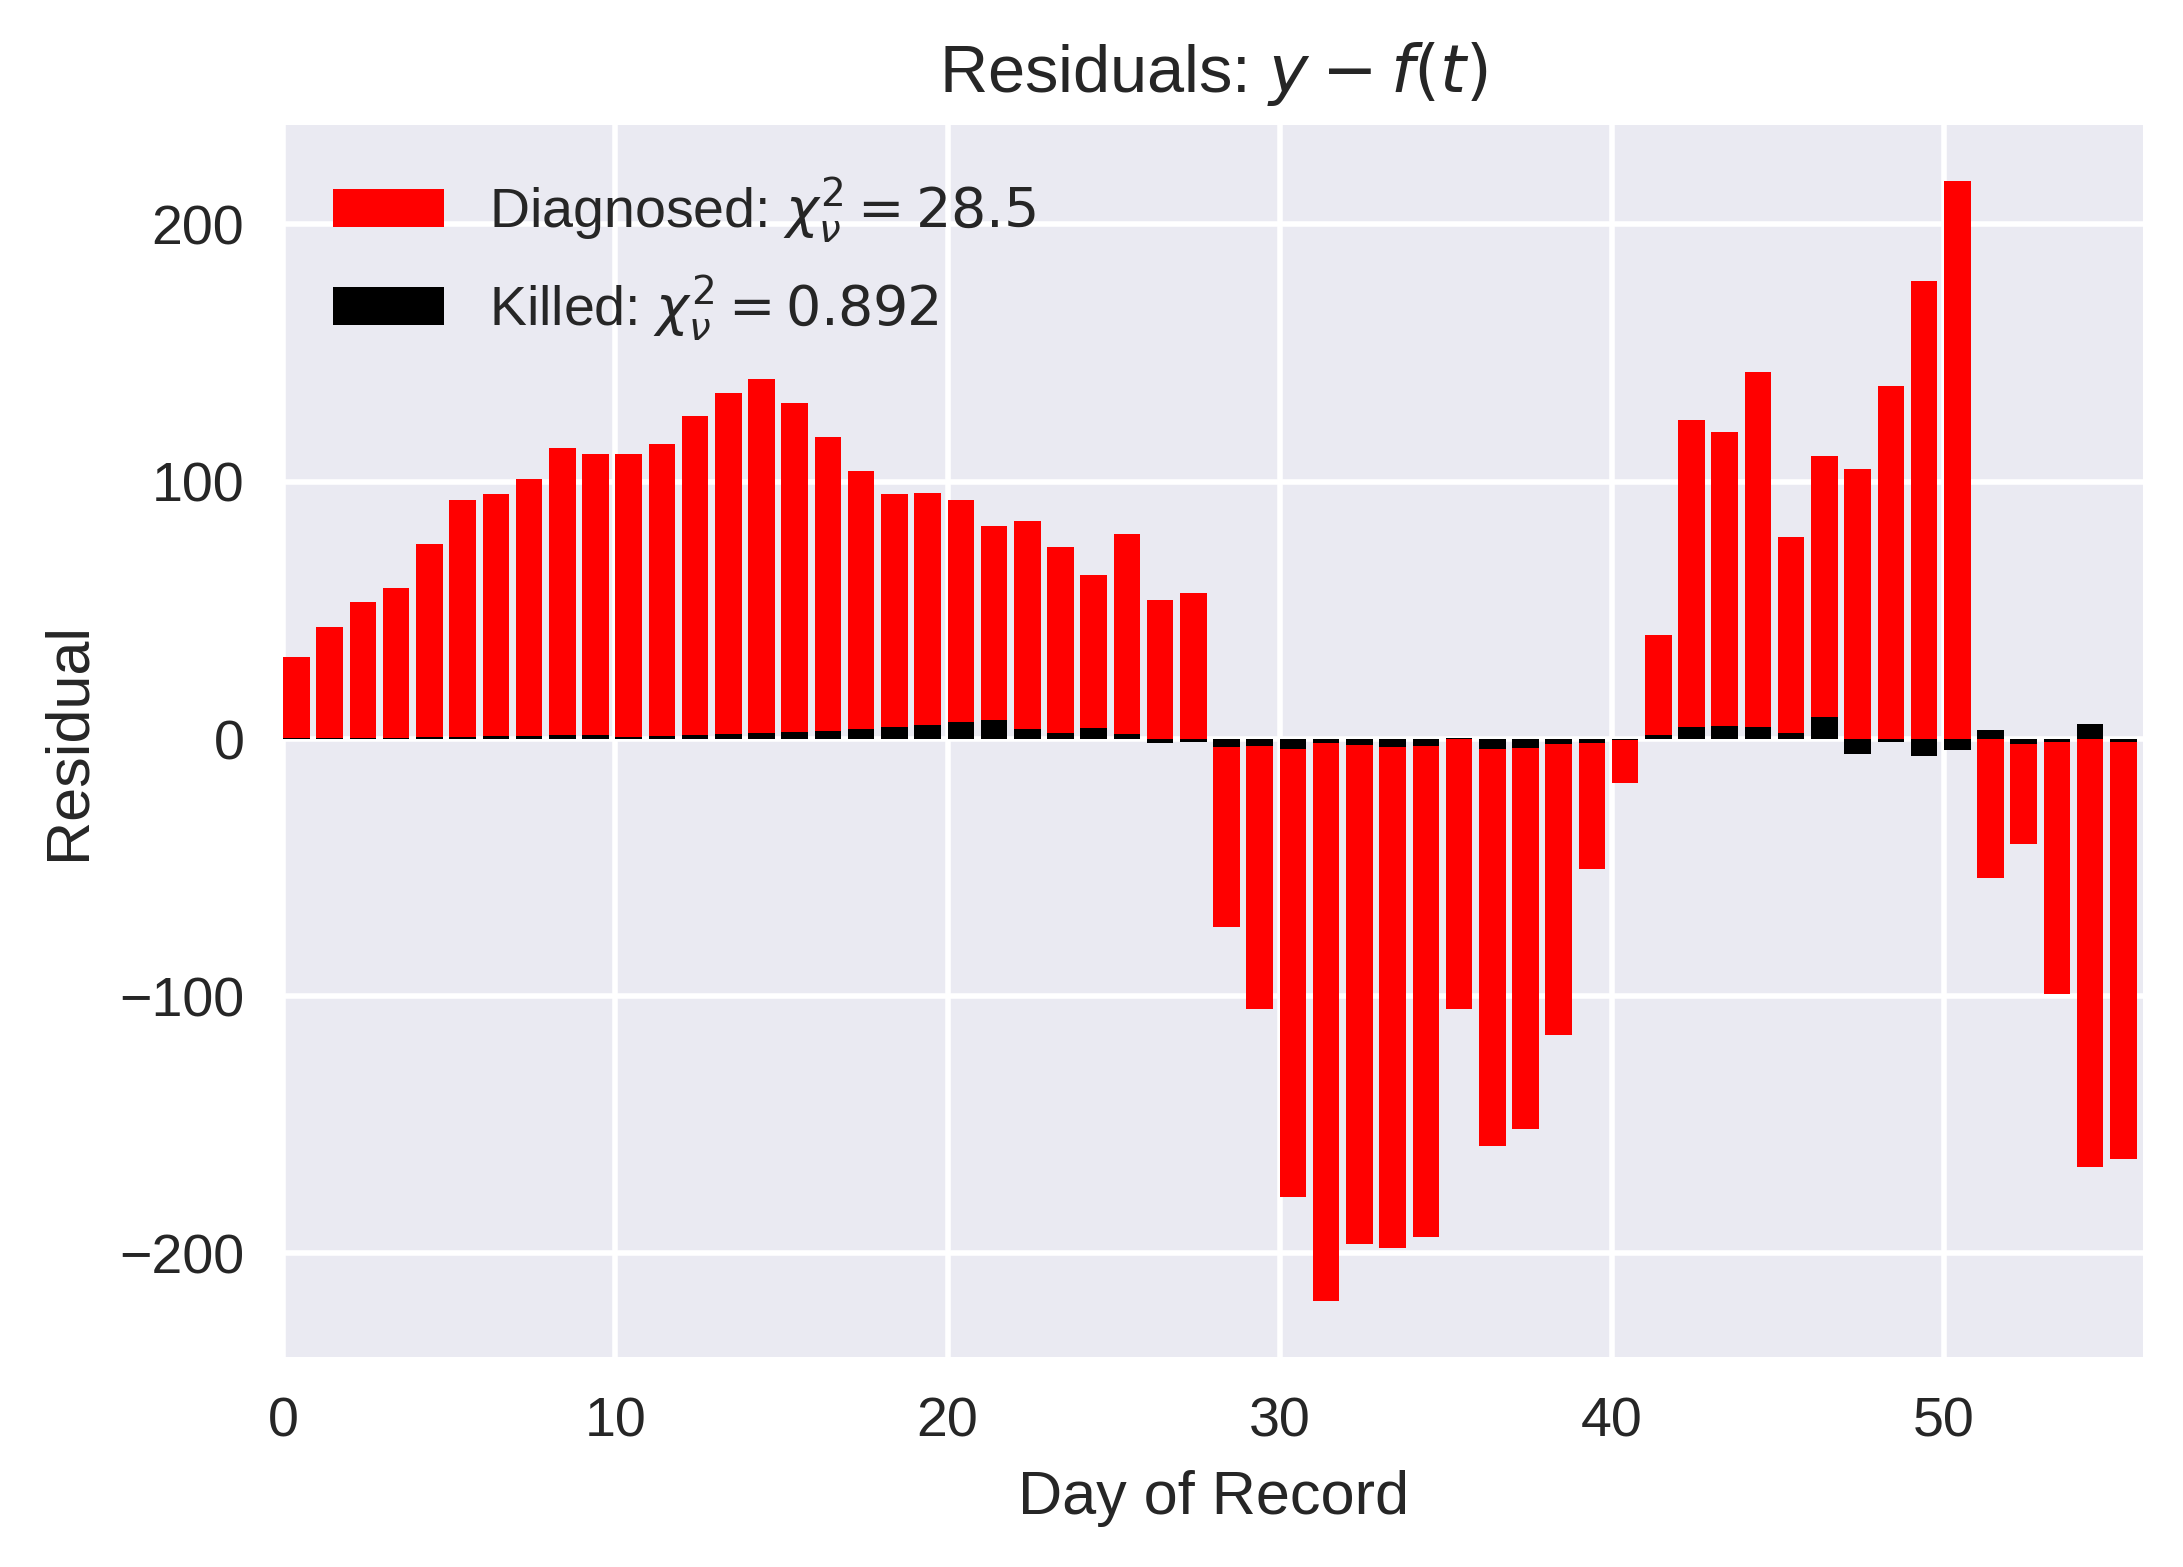 Residuals: y − f(t)
Diagnosed: χ²ᵥ = 28.5
Killed: χ²ᵥ = 0.892
200
100
0
−100
−200
Residual
0 10 20 30 40 50
Day of Record